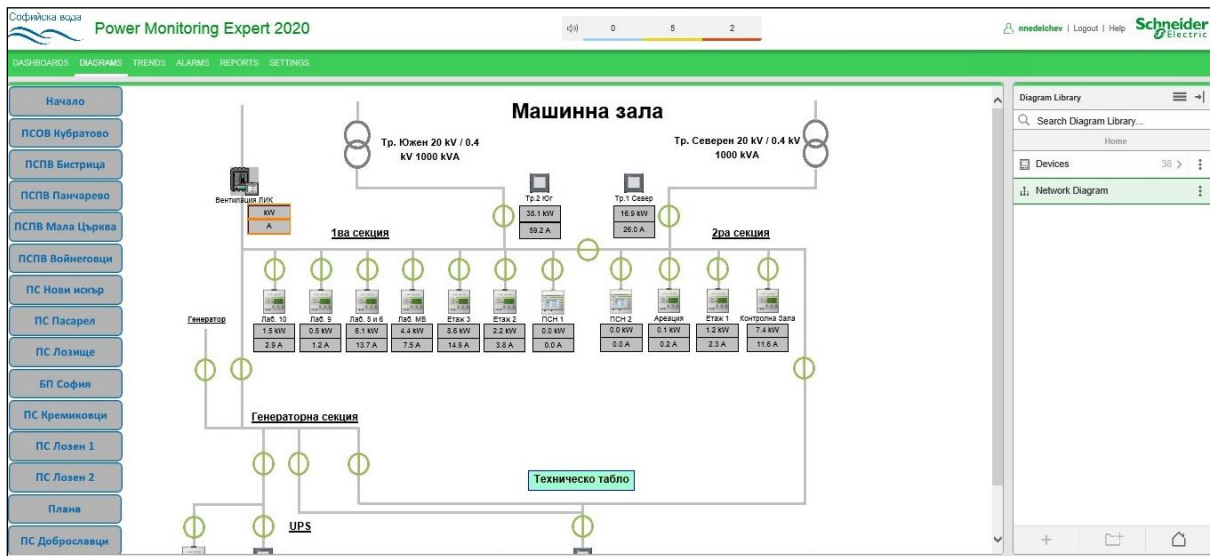 Софийска вода
Power Monitoring Expert 2020
0 5 2
nnedelchev | Logout | Help
Schneider Electric
DASHBOARDS DIAGRAMS TRENDS ALARMS REPORTS SETTINGS
Начало
ПСОВ Кубратово
ПСПВ Бистрица
ПСПВ Панчарево
ПСПВ Мала Църква
ПСПВ Войнеговци
ПС Нови искър
ПС Пасарел
ПС Лозище
БП София
ПС Кремиковци
ПС Лозен 1
ПС Лозен 2
Плана
ПС Доброславци
Машинна зала
Тр. Южен 20 kV / 0.4
kV 1000 kVA
Тр. Северен 20 kV / 0.4 kV
1000 kVA
Вентилация ЛИК
kW
A
Тр.2 Юг
38.1 kW
59.2 A
Тр.1 Север
16.9 kW
26.0 A
1ва секция
2ра секция
Генератор
Лаб. 10 Лаб. 9 Лаб. 5 и 6 Лаб. МБ Етаж 3 Етаж 2 ПСН 1 ПСН 2 Аерация Етаж 1 Контролна Зала
1.5 kW 0.5 kW 6.1 kW 4.4 kW 8.6 kW 2.2 kW 0.0 kW 0.0 kW 0.1 kW 1.2 kW 7.4 kW
2.9 A 1.2 A 13.7 A 7.5 A 14.9 A 3.8 A 0.0 A 0.0 A 0.2 A 2.3 A 11.6 A
Генераторна секция
Техническо табло
UPS
Diagram Library
Search Diagram Library...
Home
Devices 38
Network Diagram